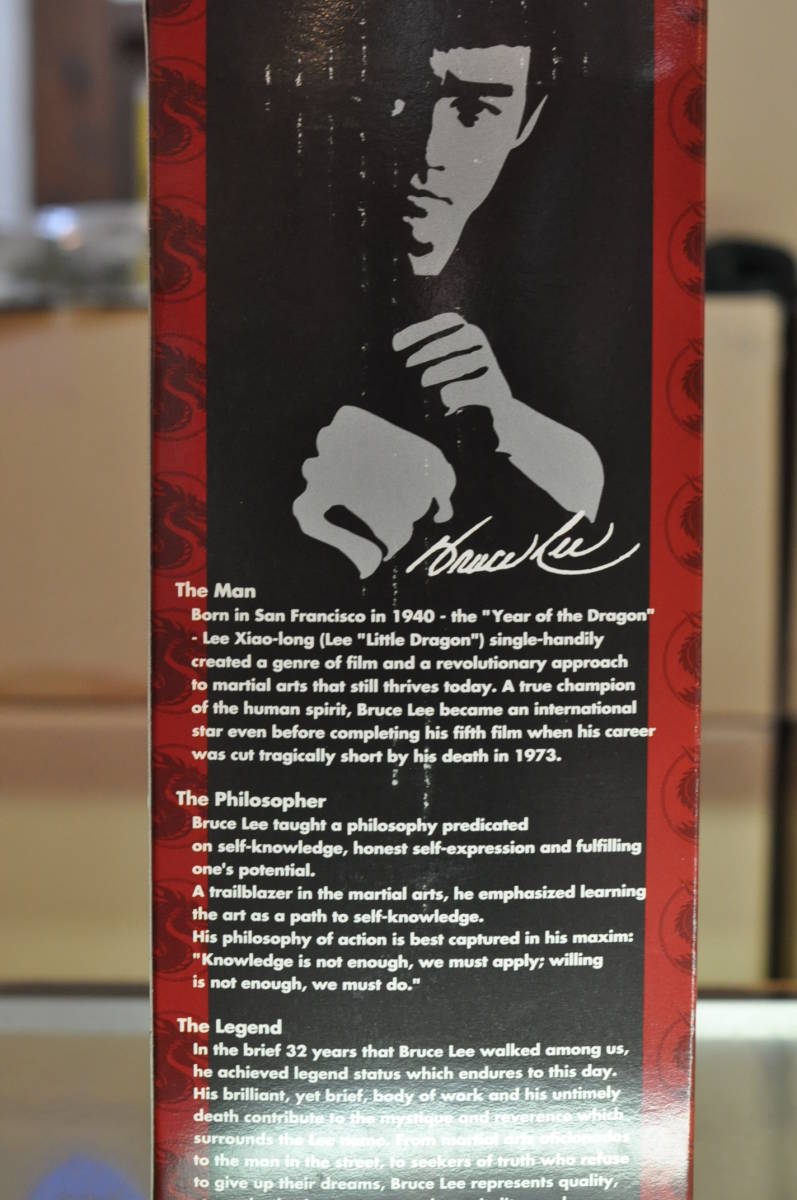 Bruce Lee
The Man
Born in San Francisco in 1940 - the "Year of the Dragon"
- Lee Xiao-long (Lee "Little Dragon") single-handily
created a genre of film and a revolutionary approach
to martial arts that still thrives today. A true champion
of the human spirit, Bruce Lee became an international
star even before completing his fifth film when his career
was cut tragically short by his death in 1973.
The Philosopher
Bruce Lee taught a philosophy predicated
on self-knowledge, honest self-expression and fulfilling
one's potential.
A trailblazer in the martial arts, he emphasized learning
the art as a path to self-knowledge.
His philosophy of action is best captured in his maxim:
"Knowledge is not enough, we must apply; willing
is not enough, we must do."
The Legend
In the brief 32 years that Bruce Lee walked among us,
he achieved legend status which endures to this day.
His brilliant, yet brief, body of work and his untimely
death contribute to the mystique and reverence which
surrounds the Lee name. From martial arts aficionados
to the man in the street, to seekers of truth who refuse
to give up their dreams, Bruce Lee represents quality,